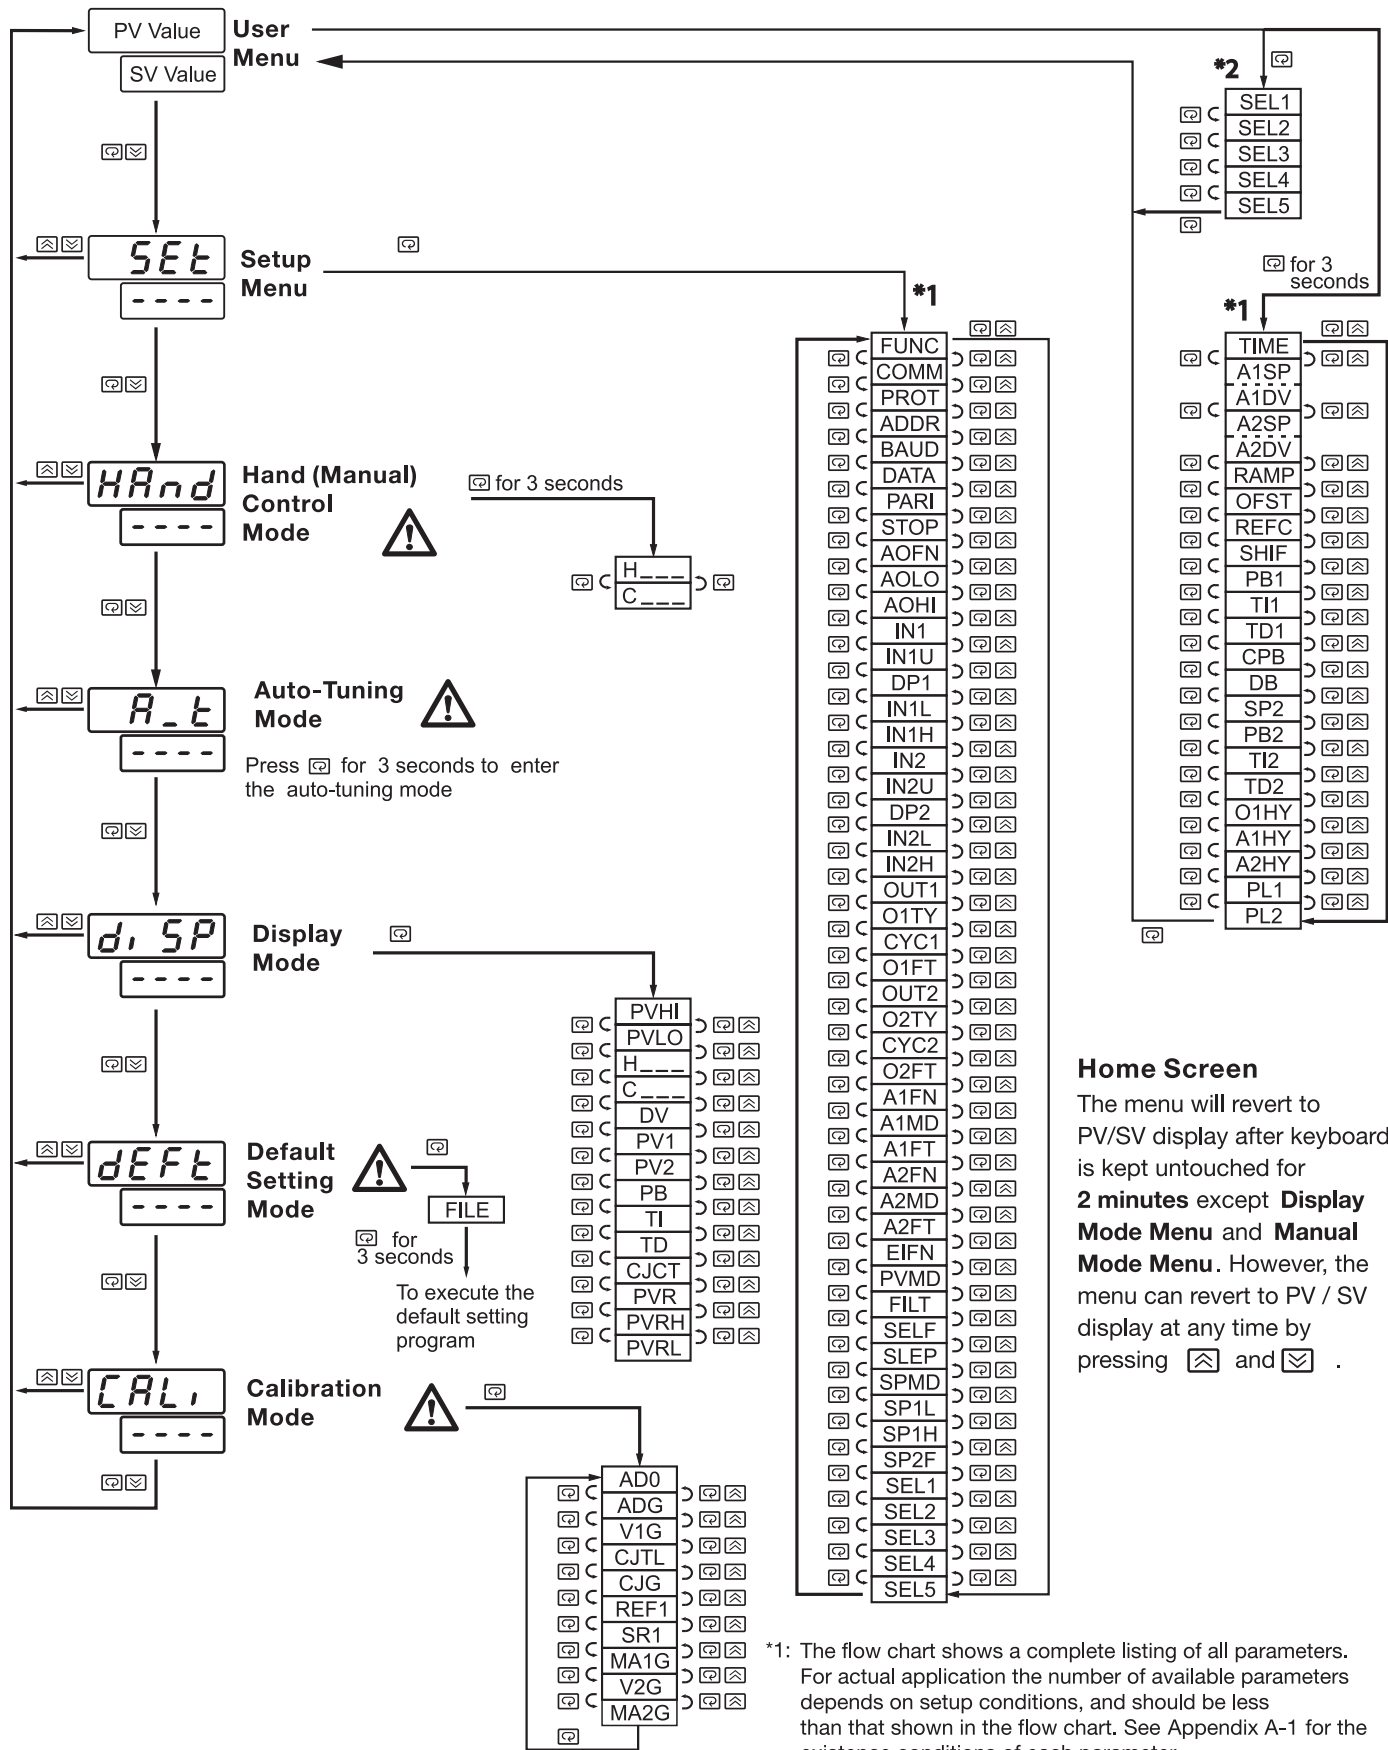 PV Value
SV Value
User
Menu
*2
SEL1
SEL2
SEL3
SEL4
SEL5
for 3
seconds
*1
TIME
A1SP
A1DV
A2SP
A2DV
RAMP
OFST
REFC
SHIF
PB1
TI1
TD1
CPB
DB
SP2
PB2
TI2
TD2
O1HY
A1HY
A2HY
PL1
PL2
SEt
- - - -
Setup
Menu
*1
FUNC
COMM
PROT
ADDR
BAUD
DATA
PARI
STOP
AOFN
AOLO
AOHI
IN1
IN1U
DP1
IN1L
IN1H
IN2
IN2U
DP2
IN2L
IN2H
OUT1
O1TY
CYC1
O1FT
OUT2
O2TY
CYC2
O2FT
A1FN
A1MD
A1FT
A2FN
A2MD
A2FT
EIFN
PVMD
FILT
SELF
SLEP
SPMD
SP1L
SP1H
SP2F
SEL1
SEL2
SEL3
SEL4
SEL5
HAnd
- - - -
Hand (Manual)
Control
Mode
for 3 seconds
H_ _ _
C_ _ _
A_t
- - - -
Auto-Tuning
Mode
Press for 3 seconds to enter
the auto-tuning mode
diSP
- - - -
Display
Mode
PVHI
PVLO
H_ _ _
C_ _ _
DV
PV1
PV2
PB
TI
TD
CJCT
PVR
PVRH
PVRL
dEFt
- - - -
Default
Setting
Mode
FILE
for
3 seconds
To execute the
default setting
program
CALi
- - - -
Calibration
Mode
AD0
ADG
V1G
CJTL
CJG
REF1
SR1
MA1G
V2G
MA2G
Home Screen
The menu will revert to
PV/SV display after keyboard
is kept untouched for
2 minutes except Display
Mode Menu and Manual
Mode Menu. However, the
menu can revert to PV / SV
display at any time by
pressing and .
*1: The flow chart shows a complete listing of all parameters.
For actual application the number of available parameters
depends on setup conditions, and should be less
than that shown in the flow chart. See Appendix A-1 for the
existence conditions of each parameter